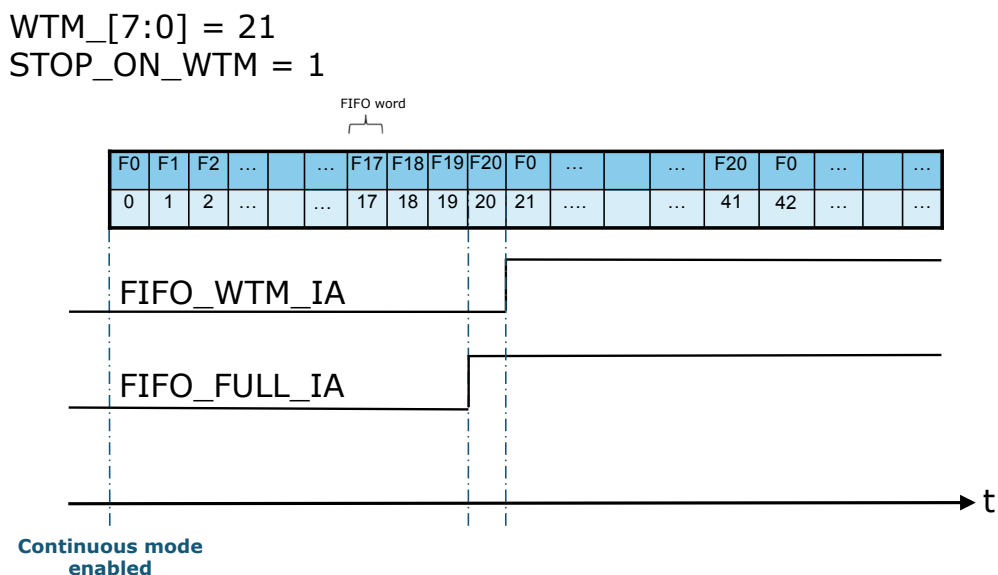 WTM_[7:0] = 21
STOP_ON_WTM = 1
FIFO word
F0 F1 F2 … … F17 F18 F19 F20 F0 … … F20 F0 … …
0 1 2 … … 17 18 19 20 21 .... … 41 42 … …
FIFO_WTM_IA
FIFO_FULL_IA
t
Continuous mode
enabled